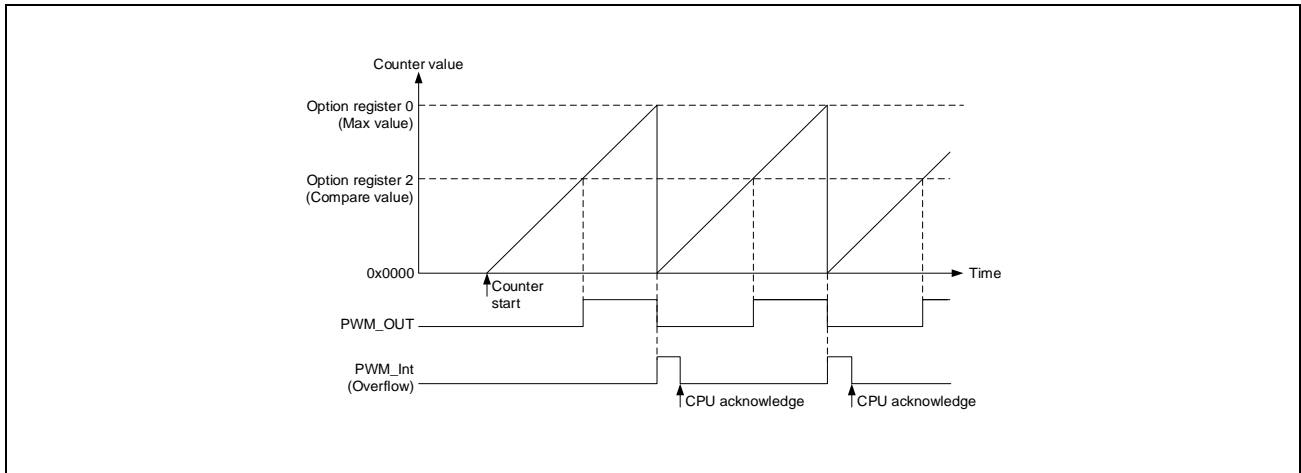 Counter value
Option register 0
(Max value)
Option register 2
(Compare value)
0x0000
Time
Counter
start
PWM_OUT
PWM_Int
(Overflow)
CPU acknowledge
CPU acknowledge